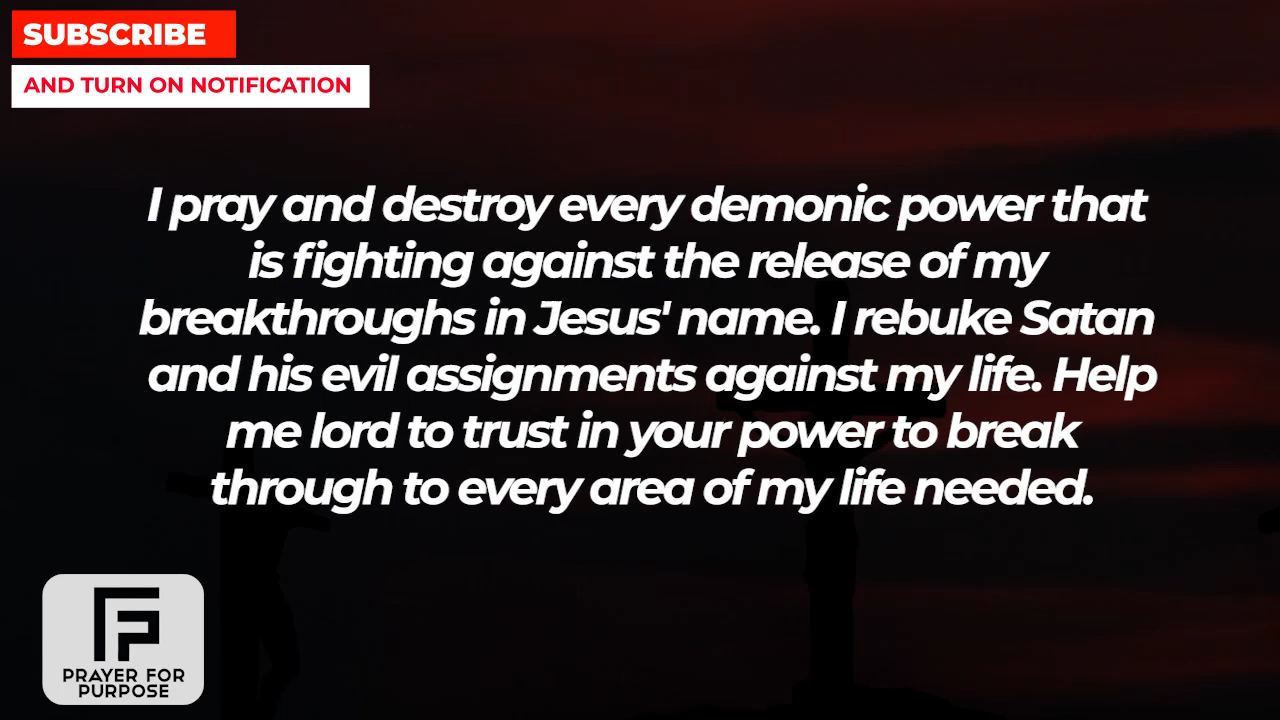 SUBSCRIBE
AND TURN ON NOTIFICATION
I pray and destroy every demonic power that
is fighting against the release of my
breakthroughs in Jesus' name. I rebuke Satan
and his evil assignments against my life. Help
me lord to trust in your power to break
through to every area of my life needed.
PRAYER FOR
PURPOSE